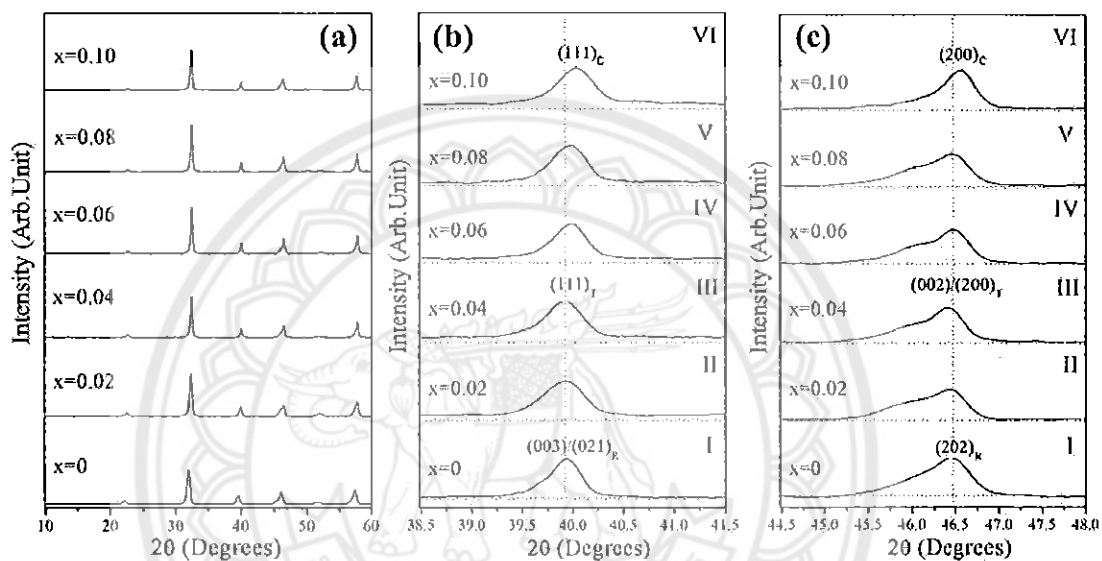 (a)
x=0.10
x=0.08
x=0.06
x=0.04
x=0.02
x=0
Intensity (Arb.Unit)
10 20 30 40 50 60
2θ (Degrees)
(b)
VI
(111)C
x=0.10
V
x=0.08
IV
x=0.06
III
(111)T
x=0.04
II
x=0.02
I
(003)/(021)R
x=0
Intensity (Arb.Unit)
38.5 39.0 39.5 40.0 40.5 41.0 41.5
2θ (Degrees)
(c)
VI
(200)C
x=0.10
V
x=0.08
IV
x=0.06
III
(002)/(200)T
x=0.04
II
x=0.02
I
(202)R
x=0
Intensity (Arb.Unit)
44.5 45.0 45.5 46.0 46.5 47.0 47.5 48.0
2θ (Degrees)